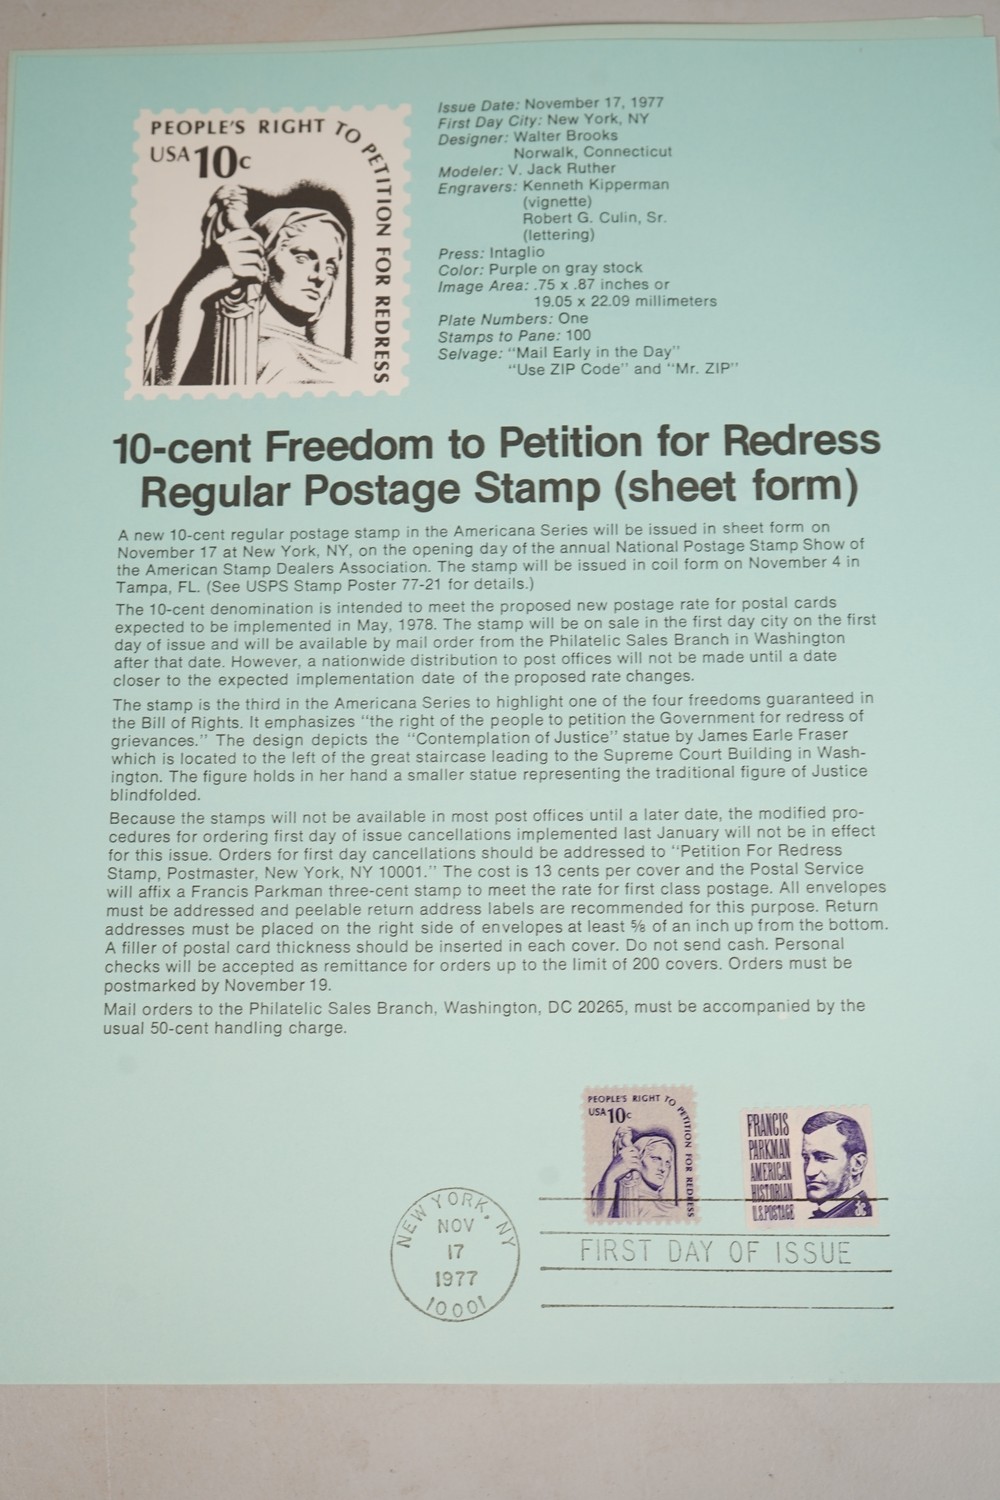 PEOPLE'S RIGHT TO PETITION FOR REDRESS
USA 10c
Issue Date: November 17, 1977
First Day City: New York, NY
Designer: Walter Brooks
Norwalk, Connecticut
Modeler: V. Jack Ruther
Engravers: Kenneth Kipperman
(vignette)
Robert G. Culin, Sr.
(lettering)
Press: Intaglio
Color: Purple on gray stock
Image Area: .75 x .87 inches or
19.05 x 22.09 millimeters
Plate Numbers: One
Stamps to Pane: 100
Selvage: “Mail Early in the Day”
“Use ZIP Code” and “Mr. ZIP”
10-cent Freedom to Petition for Redress
Regular Postage Stamp (sheet form)
A new 10-cent regular postage stamp in the Americana Series will be issued in sheet form on
November 17 at New York, NY, on the opening day of the annual National Postage Stamp Show of
the American Stamp Dealers Association. The stamp will be issued in coil form on November 4 in
Tampa, FL. (See USPS Stamp Poster 77-21 for details.)
The 10-cent denomination is intended to meet the proposed new postage rate for postal cards
expected to be implemented in May, 1978. The stamp will be on sale in the first day city on the first
day of issue and will be available by mail order from the Philatelic Sales Branch in Washington
after that date. However, a nationwide distribution to post offices will not be made until a date
closer to the expected implementation date of the proposed rate changes.
The stamp is the third in the Americana Series to highlight one of the four freedoms guaranteed in
the Bill of Rights. It emphasizes “the right of the people to petition the Government for redress of
grievances.” The design depicts the “Contemplation of Justice” statue by James Earle Fraser
which is located to the left of the great staircase leading to the Supreme Court Building in Wash-
ington. The figure holds in her hand a smaller statue representing the traditional figure of Justice
blindfolded.
Because the stamps will not be available in most post offices until a later date, the modified pro-
cedures for ordering first day of issue cancellations implemented last January will not be in effect
for this issue. Orders for first day cancellations should be addressed to “Petition For Redress
Stamp, Postmaster, New York, NY 10001.” The cost is 13 cents per cover and the Postal Service
will affix a Francis Parkman three-cent stamp to meet the rate for first class postage. All envelopes
must be addressed and peelable return address labels are recommended for this purpose. Return
addresses must be placed on the right side of envelopes at least ⅝ of an inch up from the bottom.
A filler of postal card thickness should be inserted in each cover. Do not send cash. Personal
checks will be accepted as remittance for orders up to the limit of 200 covers. Orders must be
postmarked by November 19.
Mail orders to the Philatelic Sales Branch, Washington, DC 20265, must be accompanied by the
usual 50-cent handling charge.
PEOPLE'S RIGHT TO PETITION FOR REDRESS
USA 10c
FRANCIS
PARKMAN
AMERICAN
HISTORIAN
U.S. POSTAGE
3¢
NEW YORK, NY
NOV
17
1977
10001
FIRST DAY OF ISSUE